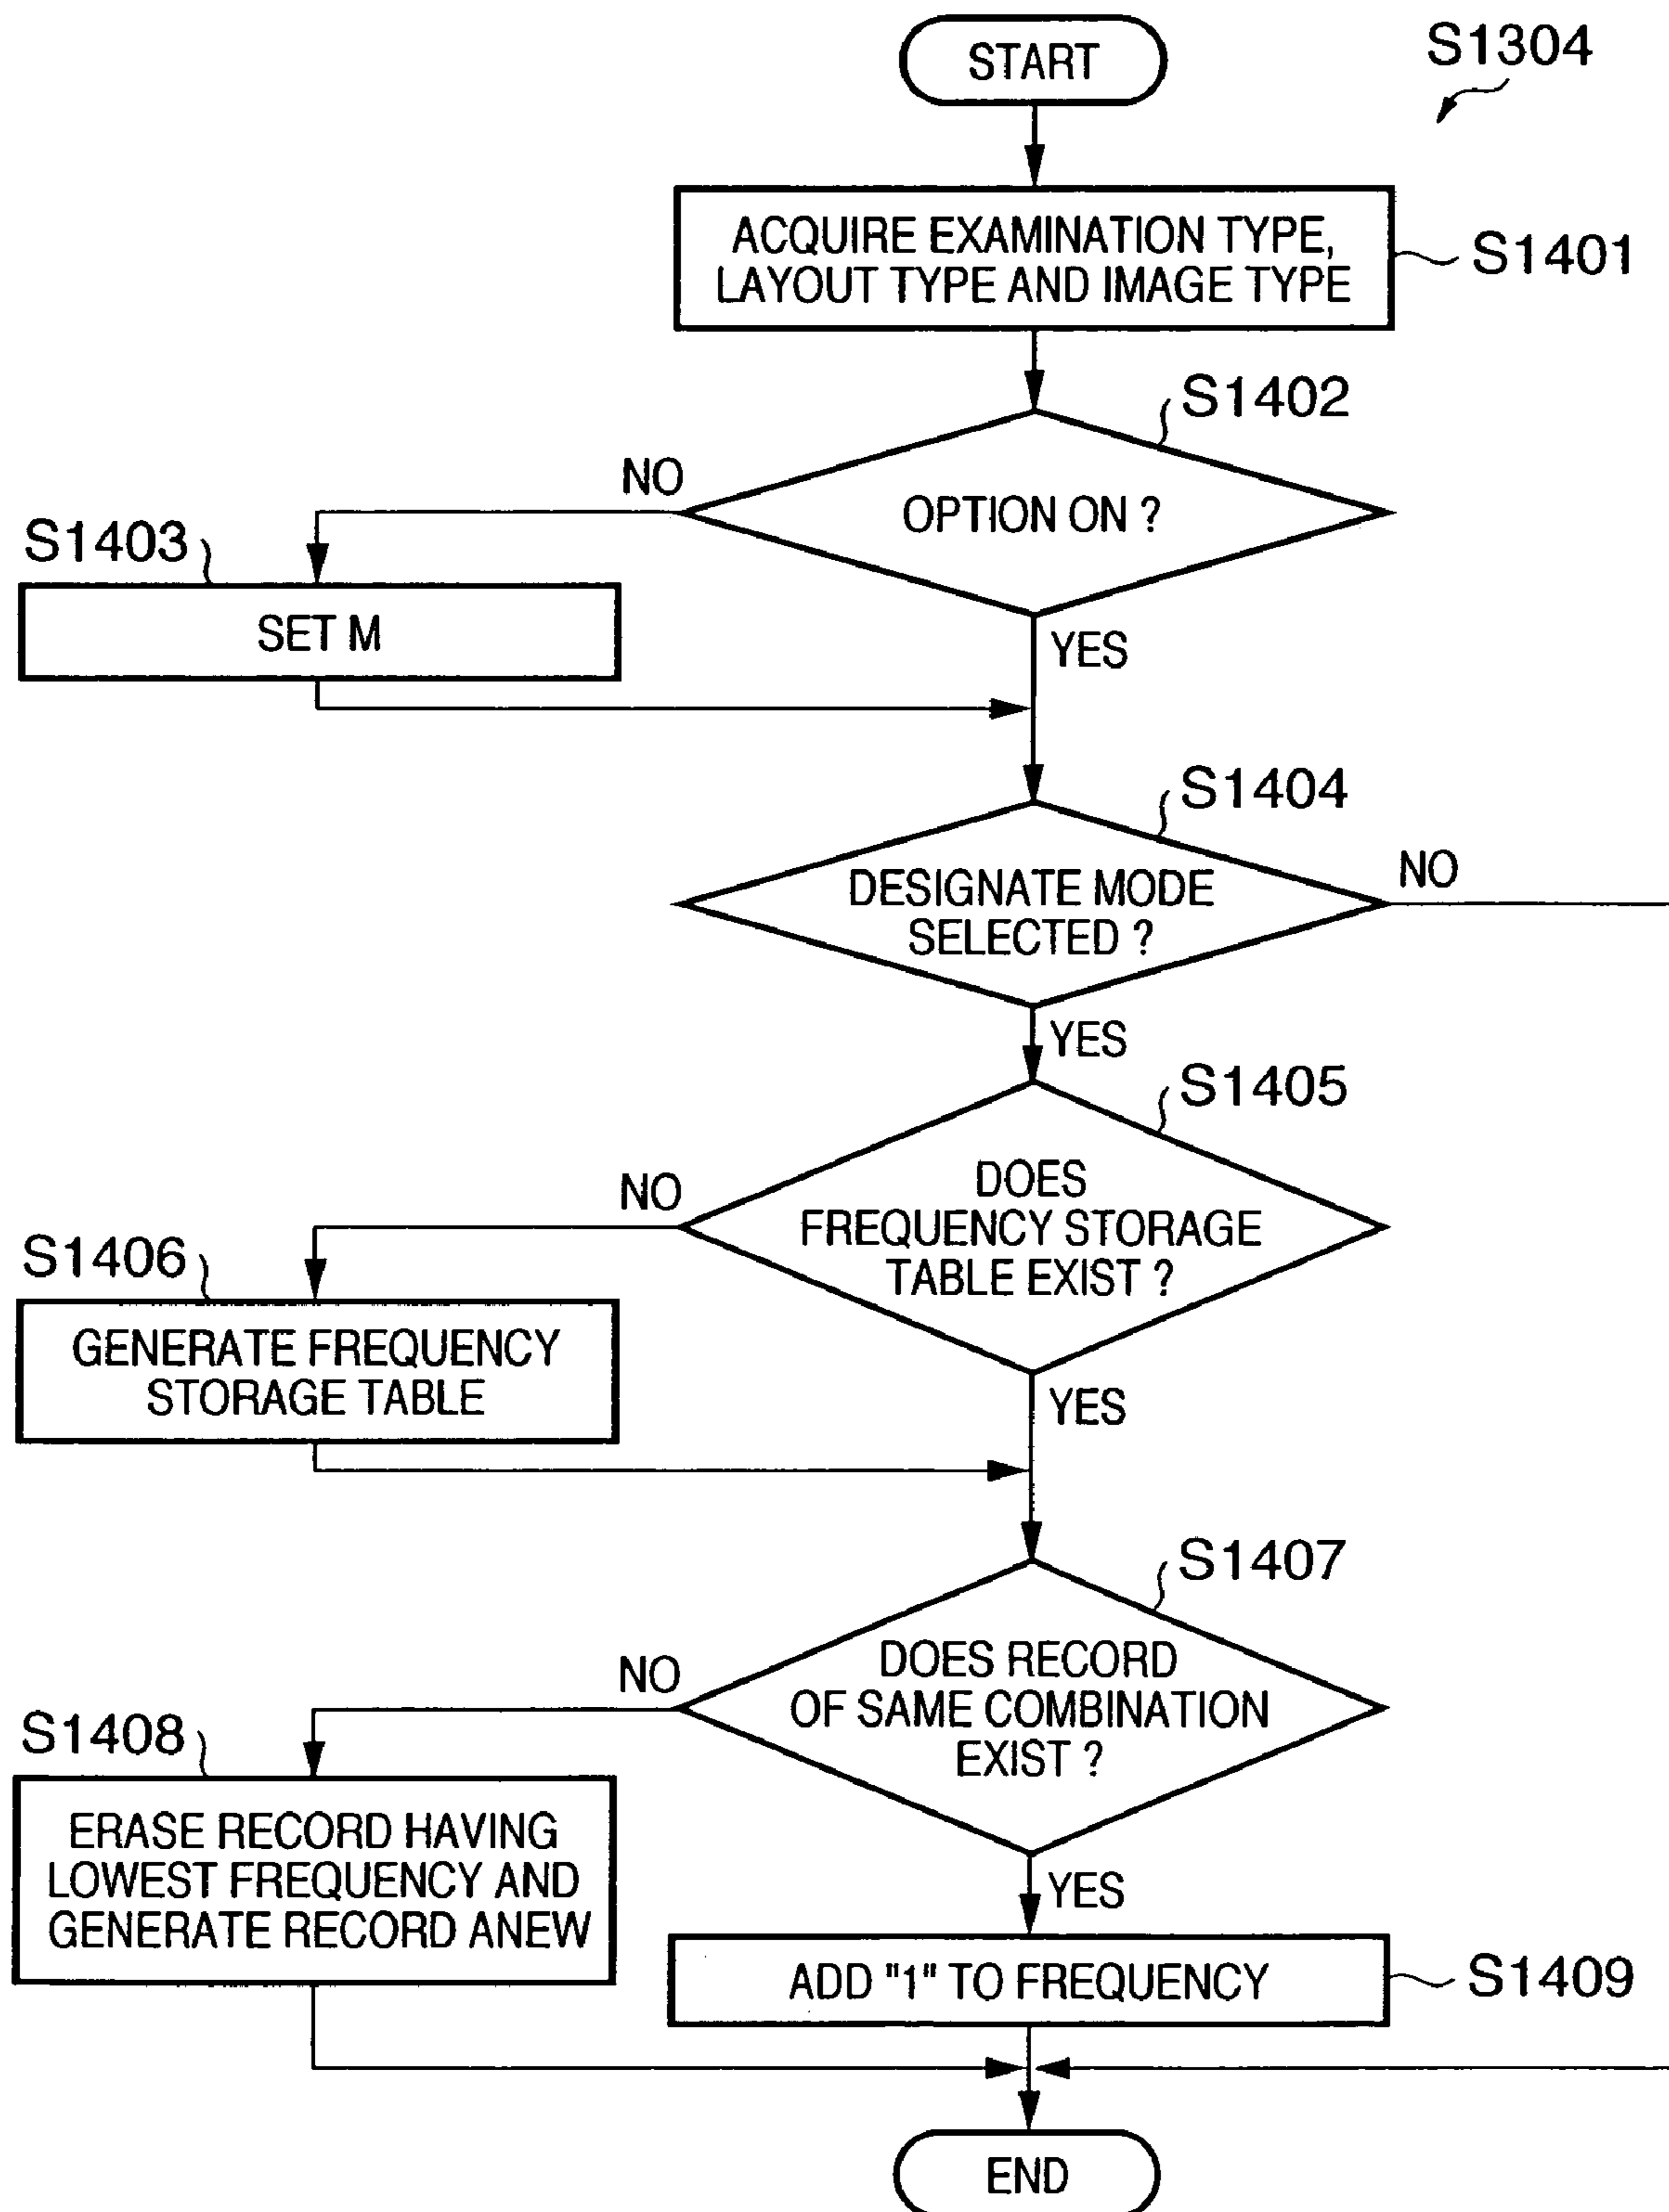 START
S1304
ACQUIRE EXAMINATION TYPE,
LAYOUT TYPE AND IMAGE TYPE
S1401
S1402
NO
OPTION ON ?
S1403
SET M
YES
S1404
NO
DESIGNATE MODE
SELECTED ?
YES
S1405
NO
DOES
FREQUENCY STORAGE
TABLE EXIST ?
S1406
GENERATE FREQUENCY
STORAGE TABLE
YES
S1407
NO
DOES RECORD
OF SAME COMBINATION
EXIST ?
S1408
ERASE RECORD HAVING
LOWEST FREQUENCY AND
GENERATE RECORD ANEW
YES
ADD "1" TO FREQUENCY
S1409
END